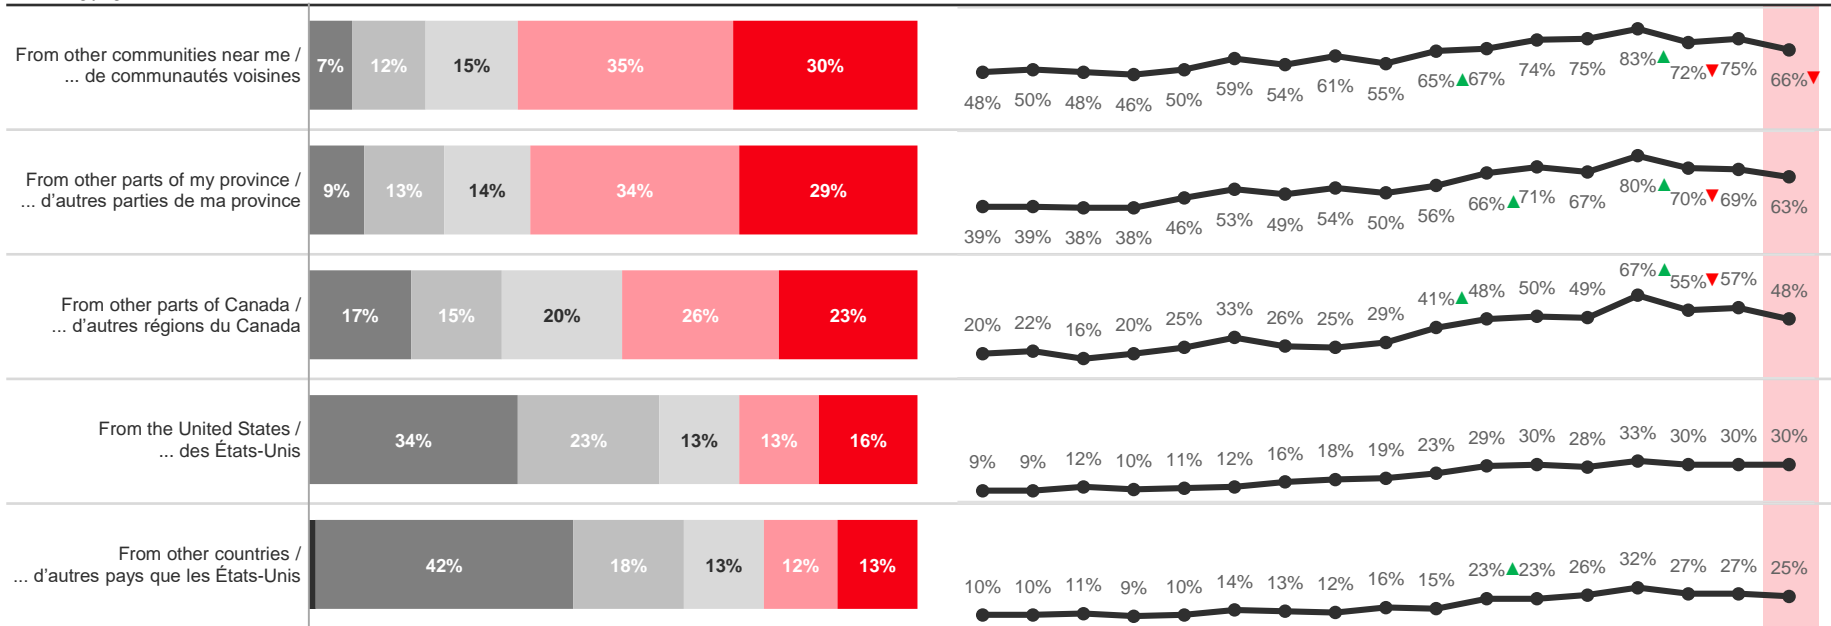 From other communities near me /
... de communautés voisines
7% 12% 15% 35% 30%
48% 50% 48% 46% 50% 59% 54% 61% 55% 65% 67% 74% 75% 83% 72% 75% 66%
From other parts of my province /
... d'autres parties de ma province
9% 13% 14% 34% 29%
39% 39% 38% 38% 46% 53% 49% 54% 50% 56% 66% 71% 67% 80% 70% 69% 63%
From other parts of Canada /
... d'autres régions du Canada
17% 15% 20% 26% 23%
20% 22% 16% 20% 25% 33% 26% 25% 29% 41% 48% 50% 49% 67% 55% 57% 48%
From the United States /
... des États-Unis
34% 23% 13% 13% 16%
9% 9% 12% 10% 11% 12% 16% 18% 19% 23% 29% 30% 28% 33% 30% 30% 30%
From other countries /
... d'autres pays que les États-Unis
42% 18% 13% 12% 13%
10% 10% 11% 9% 10% 14% 13% 12% 16% 15% 23% 23% 26% 32% 27% 27% 25%